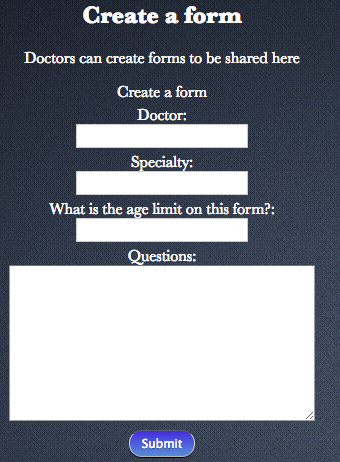 Create a form
Doctors can create forms to be shared here
Create a form
Doctor:
Specialty:
What is the age limit on this form?:
Questions:
Submit